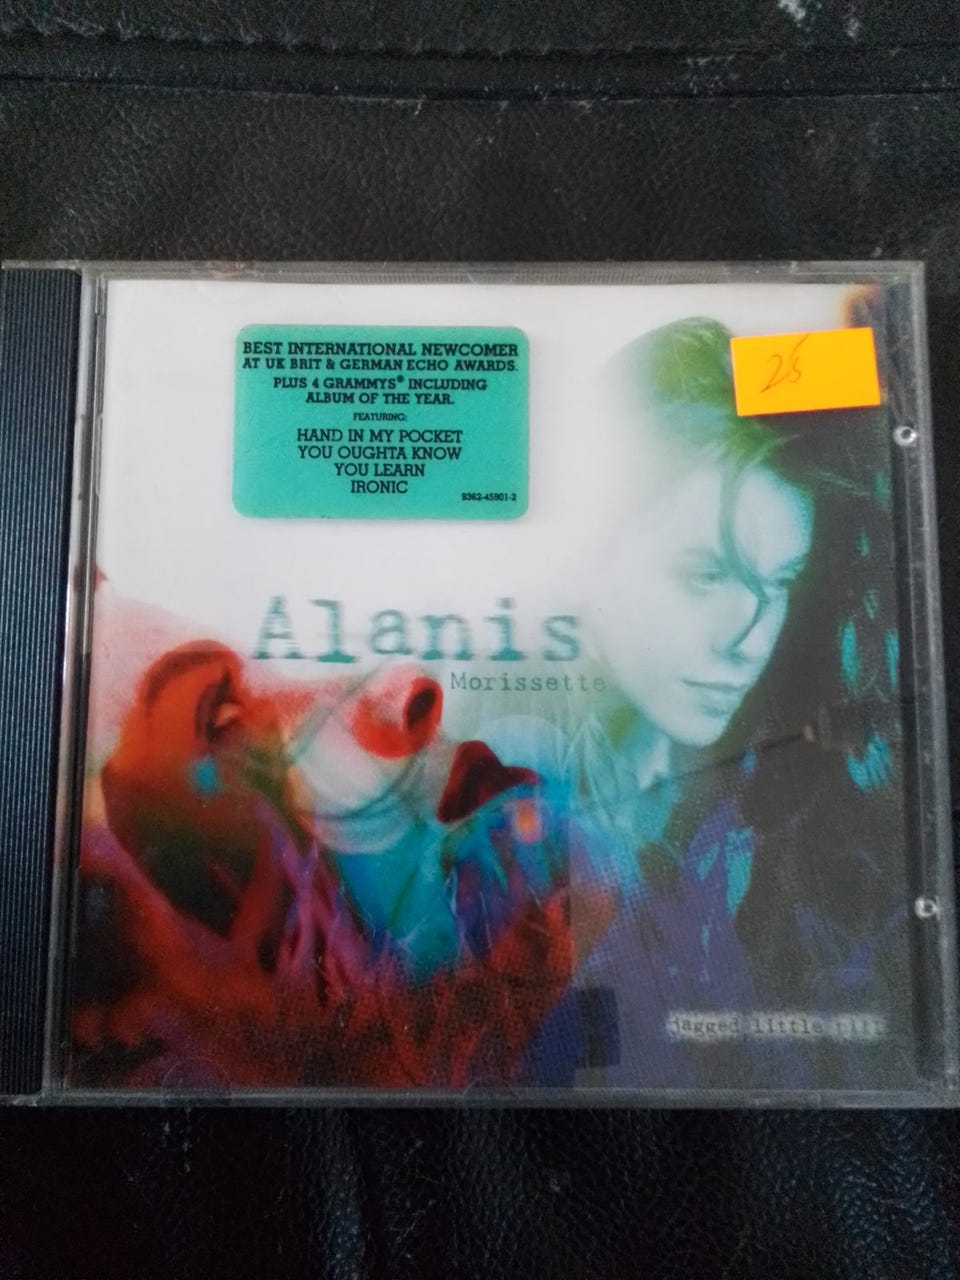 BEST INTERNATIONAL NEWCOMER
AT UK BRIT & GERMAN ECHO AWARDS.
PLUS 4 GRAMMYS® INCLUDING
ALBUM OF THE YEAR.
FEATURING:
HAND IN MY POCKET
YOU OUGHTA KNOW
YOU LEARN
IRONIC
9362-45901-2
25
Alanis
Morissette
jagged little pill